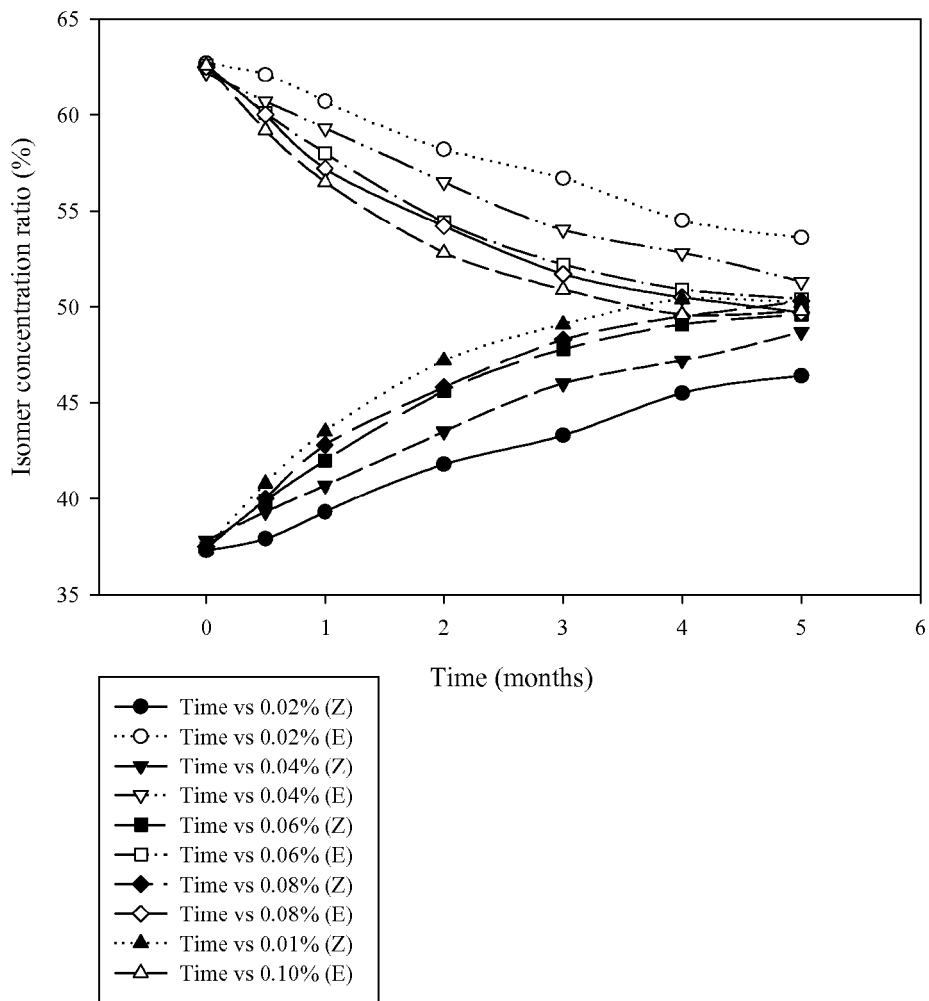 65
60
55
50
45
40
35
Isomer concentration ratio (%)
0 1 2 3 4 5 6
Time (months)
Time vs 0.02% (Z)
Time vs 0.02% (E)
Time vs 0.04% (Z)
Time vs 0.04% (E)
Time vs 0.06% (Z)
Time vs 0.06% (E)
Time vs 0.08% (Z)
Time vs 0.08% (E)
Time vs 0.01% (Z)
Time vs 0.10% (E)